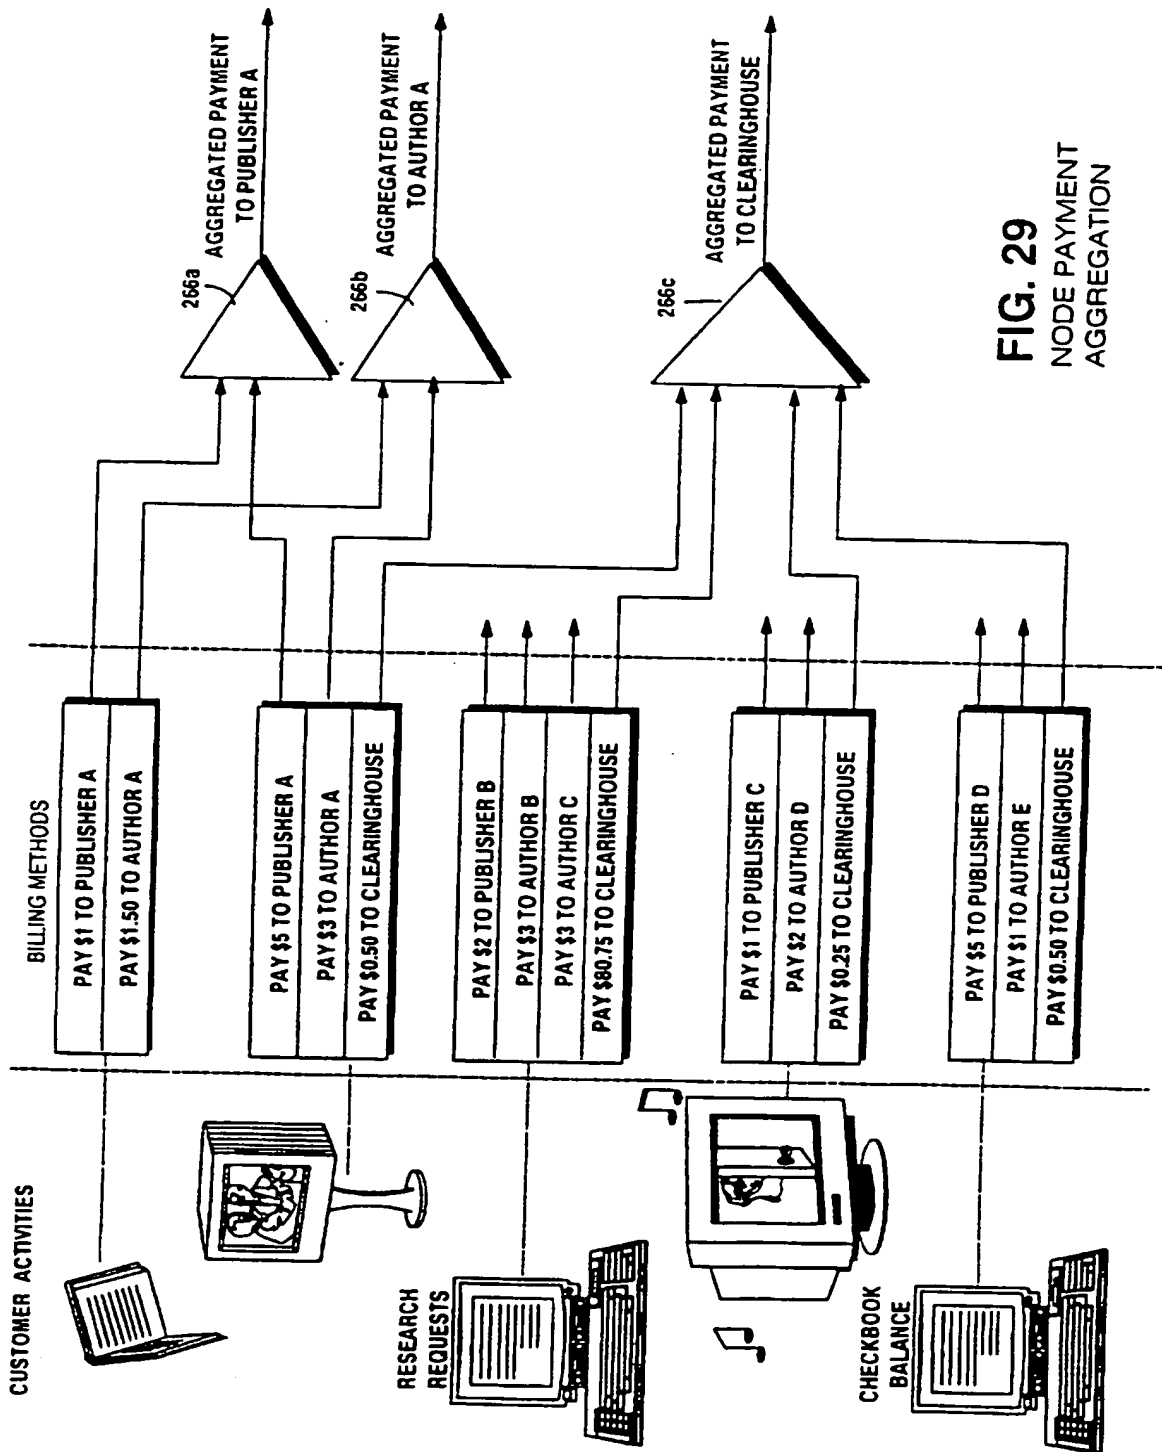 CUSTOMER ACTIVITIES
BILLING METHODS
PAY $1 TO PUBLISHER A
PAY $1.50 TO AUTHOR A
PAY $5 TO PUBLISHER A
PAY $3 TO AUTHOR A
PAY $0.50 TO CLEARINGHOUSE
RESEARCH
REQUESTS
PAY $2 TO PUBLISHER B
PAY $3 TO AUTHOR B
PAY $3 TO AUTHOR C
PAY $80.75 TO CLEARINGHOUSE
PAY $1 TO PUBLISHER C
PAY $2 TO AUTHOR D
PAY $0.25 TO CLEARINGHOUSE
CHECKBOOK
BALANCE
PAY $5 TO PUBLISHER D
PAY $1 TO AUTHOR E
PAY $0.50 TO CLEARINGHOUSE
266a
AGGREGATED PAYMENT
TO PUBLISHER A
266b
AGGREGATED PAYMENT
TO AUTHOR A
266c
AGGREGATED PAYMENT
TO CLEARINGHOUSE
FIG. 29
NODE PAYMENT
AGGREGATION